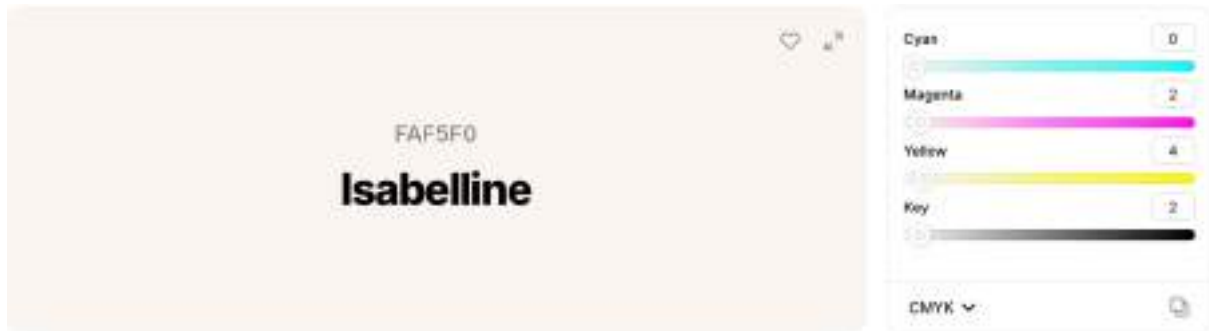 FAF5F0
Isabelline
Cyan 0
Magenta 2
Yellow 4
Key 2
CMYK